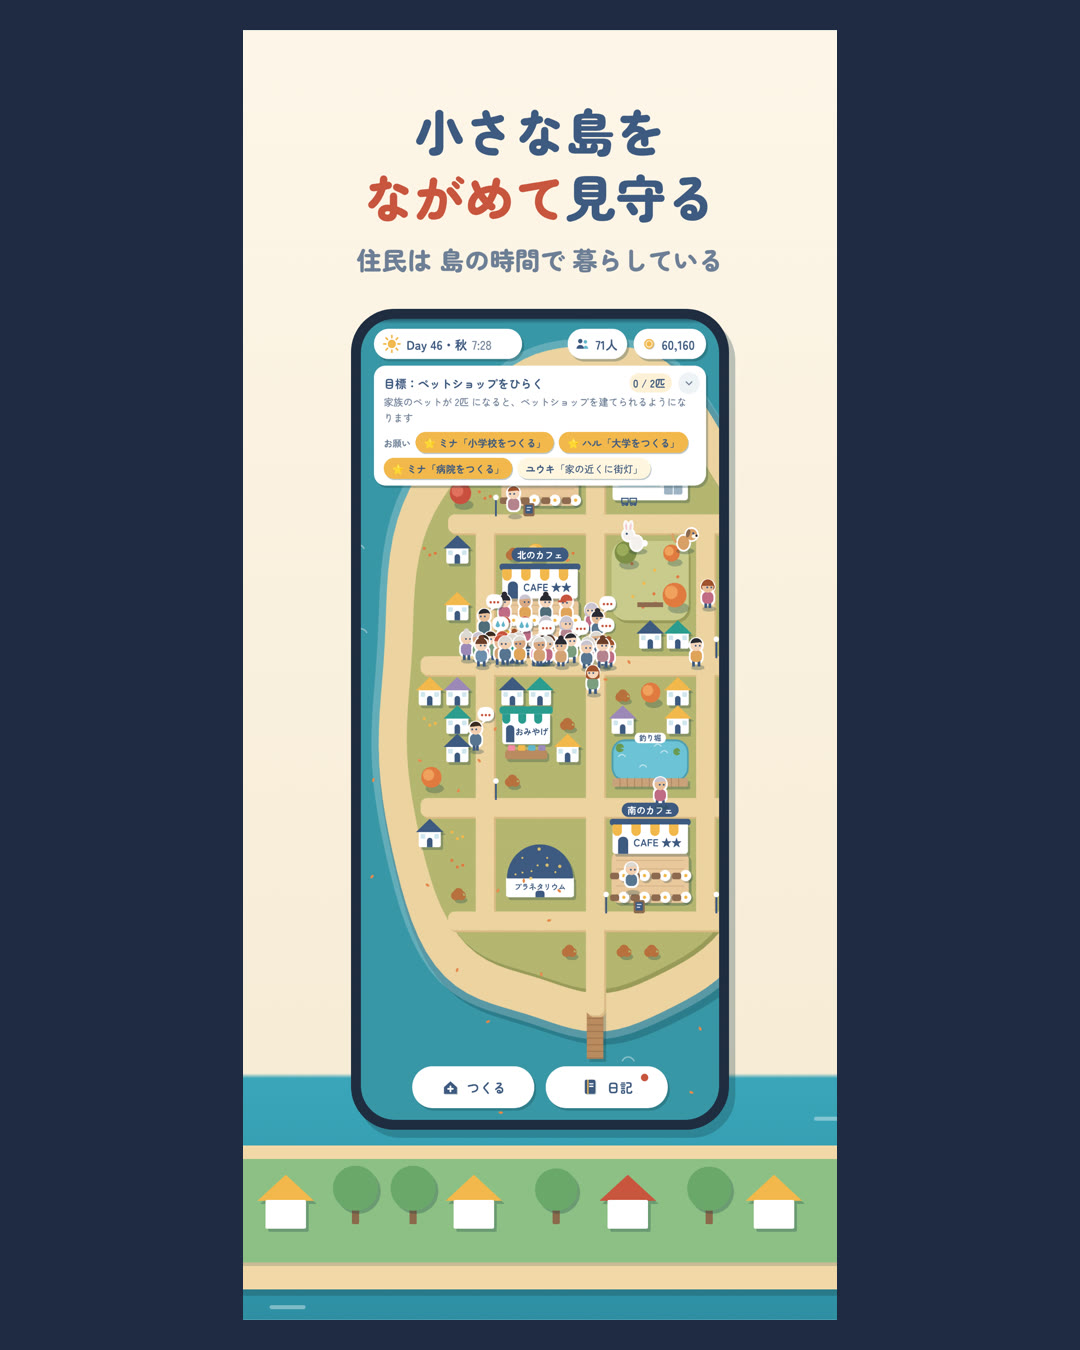 小さな島を
ながめて見守る
住民は 島の時間で 暮らしている
Day 46・秋 7:28
71人
60,160
目標：ペットショップをひらく
0 / 2匹
家族のペットが 2匹 になると、ペットショップを建てられるようにな
ります
お願い
ミナ「小学校をつくる」
ハル「大学をつくる」
ミナ「病院をつくる」
ユウキ「家の近くに街灯」
北のカフェ
CAFE ★★
おみやげ
釣り堀
南のカフェ
CAFE ★★
プラネタリウム
つくる
日記